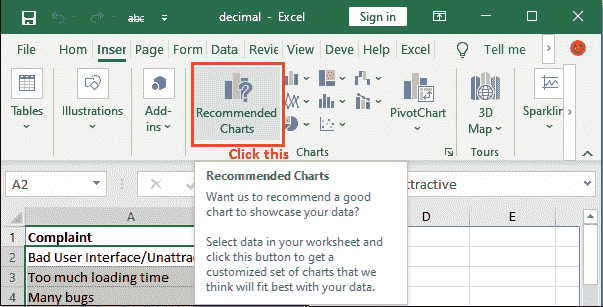 abc
decimal - Excel
Sign in
File Hom Inser Page Form Data Revie View Deve Help Excel
Tables
Illustrations
Add-
ins
Recommended
Charts
PivotChart
3D
Map
Sparklin
Click this
Charts
Tours
A2
ttractive
Recommended Charts
Want us to recommend a good
chart to showcase your data?
Select data in your worksheet and
click this button to get a
customized set of charts that we
think will fit best with your data.
A D E
1 Complaint
2 Bad User Interface/Unattrac
3 Too much loading time
4 Many bugs